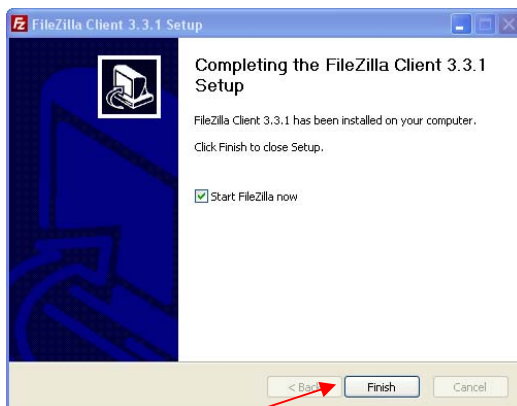 FileZilla Client 3.3.1 Setup
Completing the FileZilla Client 3.3.1
Setup
FileZilla Client 3.3.1 has been installed on your computer.
Click Finish to close Setup.
Start FileZilla now
< Back
Finish
Cancel